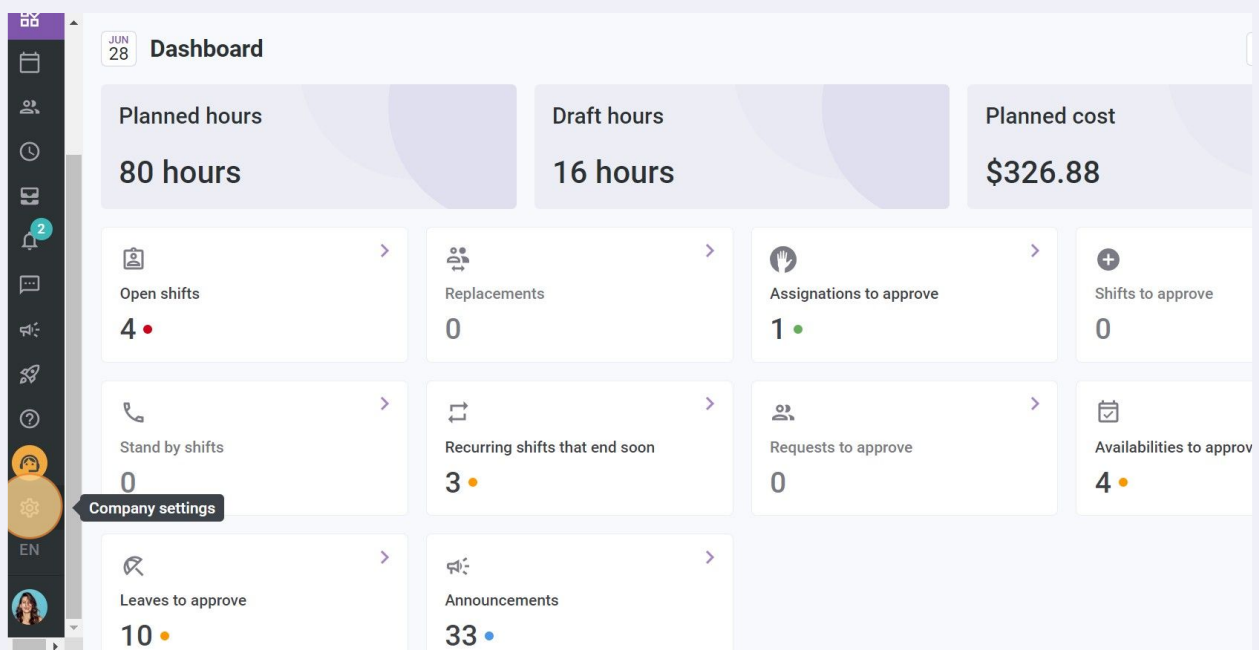 JUN
28
Dashboard
Planned hours
80 hours
Draft hours
16 hours
Planned cost
$326.88
2
Open shifts
4
Replacements
0
Assignations to approve
1
Shifts to approve
0
Stand by shifts
0
Recurring shifts that end soon
3
Requests to approve
0
Availabilities to approv
4
Company settings
EN
Leaves to approve
10
Announcements
33